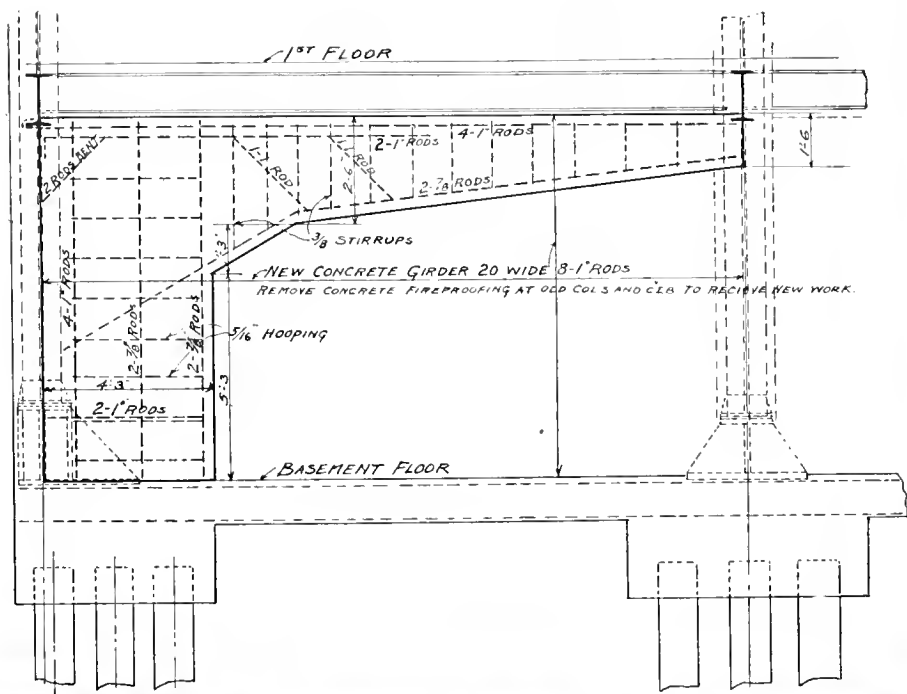 1ST FLOOR
4-1" RODS
2-1" RODS
1'-6
2 RODS BENT
1-1" ROD
1-1" ROD
2'-6
2-7/8 RODS
3/8 STIRRUPS
NEW CONCRETE GIRDER 20 WIDE 8-1" RODS
REMOVE CONCRETE FIREPROOFING AT OLD COLS AND
TO RECIEVE NEW WORK.
4-1" RODS
2-7/8 RODS
2-7/8 RODS
5/16" HOOPING
4'-3"
5'-3
2-1" RODS
BASEMENT FLOOR